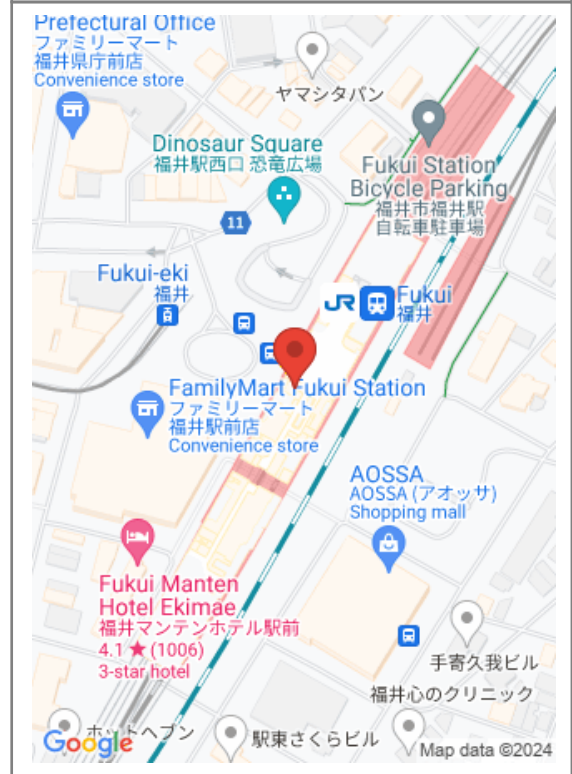 Prefectural Office
ファミリーマート
福井県庁前店
Convenience store
ヤマシタパン
Dinosaur Square
福井駅西口 恐竜広場
Fukui Station
Bicycle Parking
福井市福井駅
自転車駐車場
11
Fukui-eki
福井
JR
Fukui
福井
FamilyMart Fukui Station
ファミリーマート
福井駅前店
Convenience store
AOSSA
AOSSA (アオッサ)
Shopping mall
Fukui Manten
Hotel Ekimae
福井マンテンホテル駅前
4.1 ★ (1006)
3-star hotel
手寄久我ビル
福井心のクリニック
ホットヘブン
駅東さくらビル
Google
Map data ©2024